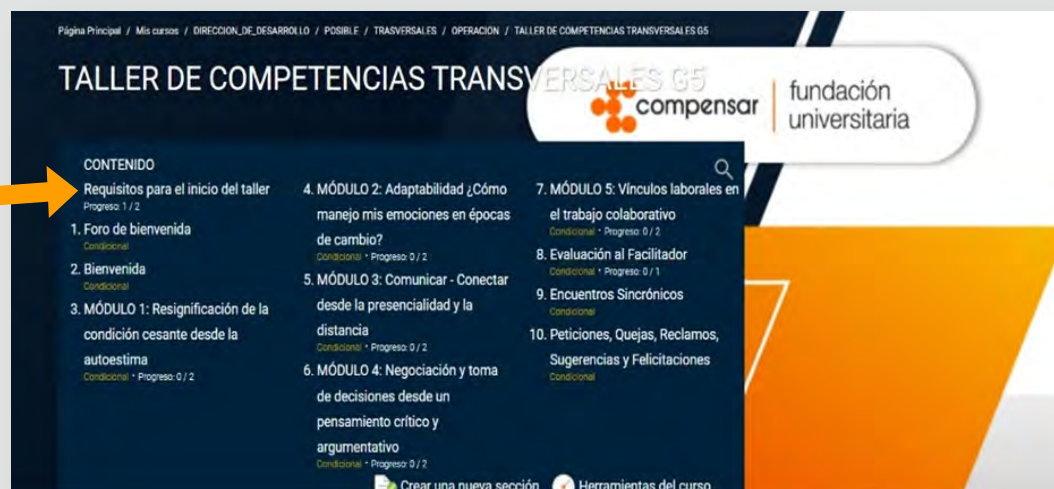 Página Principal / Mis cursos / DIRECCION_DE_DESARROLLO / POSIBLE / TRASVERSALES / OPERACION / TALLER DE COMPETENCIAS TRANSVERSALES G5
TALLER DE COMPETENCIAS TRANSVERSALES G5
compensar
fundación
universitaria
CONTENIDO
Requisitos para el inicio del taller
Progreso: 1 / 2
1. Foro de bienvenida
Condicional
2. Bienvenida
Condicional
3. MÓDULO 1: Resignificación de la
condición cesante desde la
autoestima
Condicional • Progreso: 0 / 2
4. MÓDULO 2: Adaptabilidad ¿Cómo
manejo mis emociones en épocas
de cambio?
Condicional • Progreso: 0 / 2
5. MÓDULO 3: Comunicar - Conectar
desde la presencialidad y la
distancia
Condicional • Progreso: 0 / 2
6. MÓDULO 4: Negociación y toma
de decisiones desde un
pensamiento crítico y
argumentativo
Condicional • Progreso: 0 / 2
7. MÓDULO 5: Vínculos laborales en
el trabajo colaborativo
Condicional • Progreso: 0 / 2
8. Evaluación al Facilitador
Condicional • Progreso: 0 / 1
9. Encuentros Sincrónicos
Condicional
10. Peticiones, Quejas, Reclamos,
Sugerencias y Felicitaciones
Condicional
Crear una nueva sección
Herramientas del curso